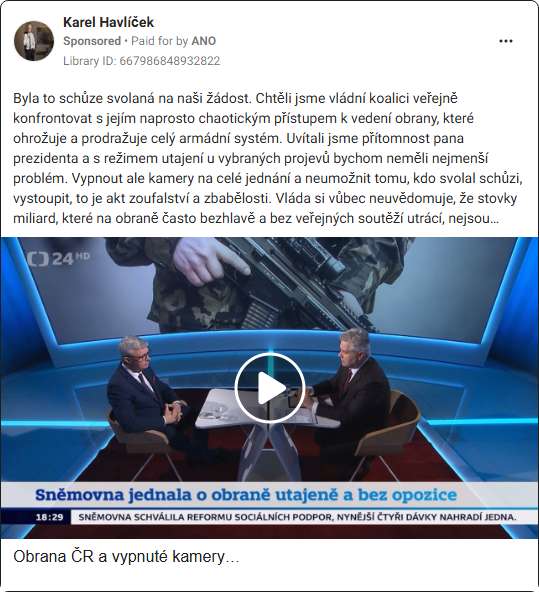 Karel Havlíček
Sponsored • Paid for by ANO
Library ID: 667986848932822
Byla to schůze svolaná na naši žádost. Chtěli jsme vládní koalici veřejně
konfrontovat s jejím naprosto chaotickým přístupem k vedení obrany, které
ohrožuje a prodražuje celý armádní systém. Uvítali jsme přítomnost pana
prezidenta a s režimem utajení u vybraných projevů bychom neměli nejmenší
problém. Vypnout ale kamery na celé jednání a neumožnit tomu, kdo svolal schůzi,
vystoupit, to je akt zoufalství a zbabělosti. Vláda si vůbec neuvědomuje, že stovky
miliard, které na obraně často bezhlavě a bez veřejných soutěží utrácí, nejsou…
24 HD
Sněmovna jednala o obraně utajeně a bez opozice
18:29 SNĚMOVNA SCHVÁLILA REFORMU SOCIÁLNÍCH PODPOR, NYNĚJŠÍ ČTYŘI DÁVKY NAHRADÍ JEDNA.
Obrana ČR a vypnuté kamery…